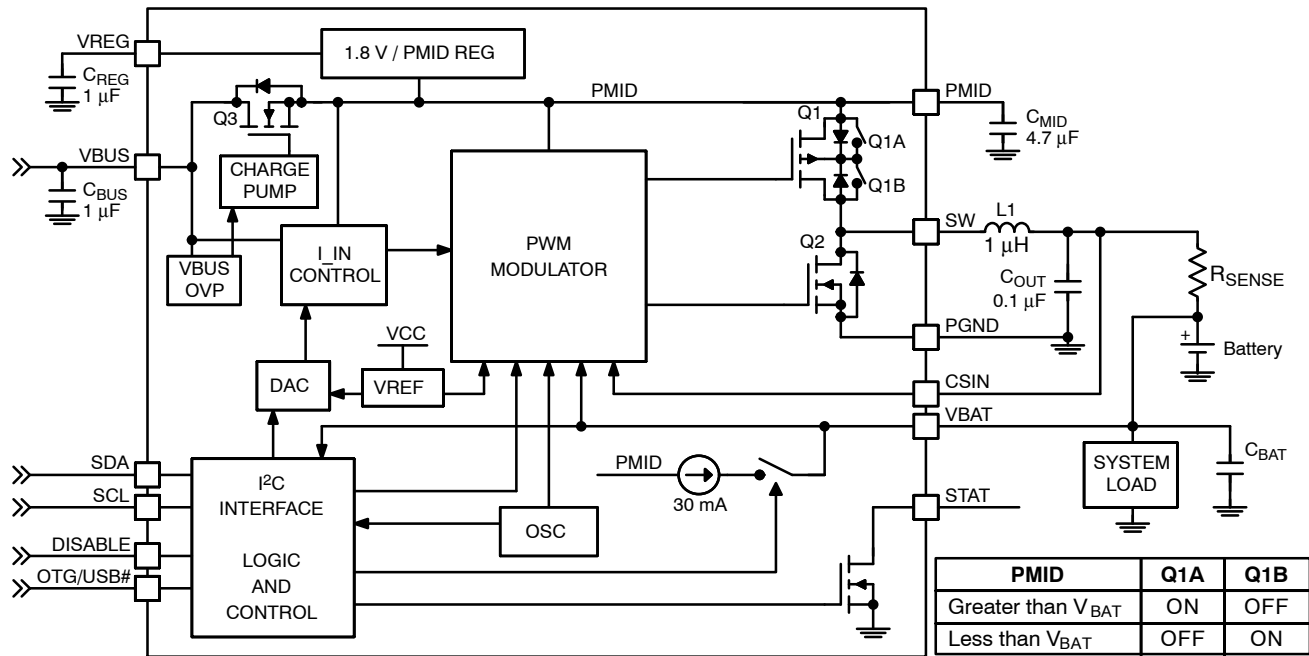 VREG
1.8 V / PMID REG
C_REG
1 μF
PMID
PMID
Q3
Q1
C_MID
4.7 μF
Q1A
VBUS
CHARGE
PUMP
Q1B
C_BUS
1 μF
SW
L1
1 μH
I_IN
CONTROL
PWM
MODULATOR
Q2
VBUS
OVP
C_OUT
0.1 μF
R_SENSE
PGND
+
Battery
VCC
DAC
VREF
CSIN
VBAT
SDA
SCL
DISABLE
OTG/USB#
I²C
INTERFACE
LOGIC
AND
CONTROL
PMID
30 mA
OSC
SYSTEM
LOAD
C_BAT
STAT
PMID Q1A Q1B
Greater than V_BAT ON OFF
Less than V_BAT OFF ON